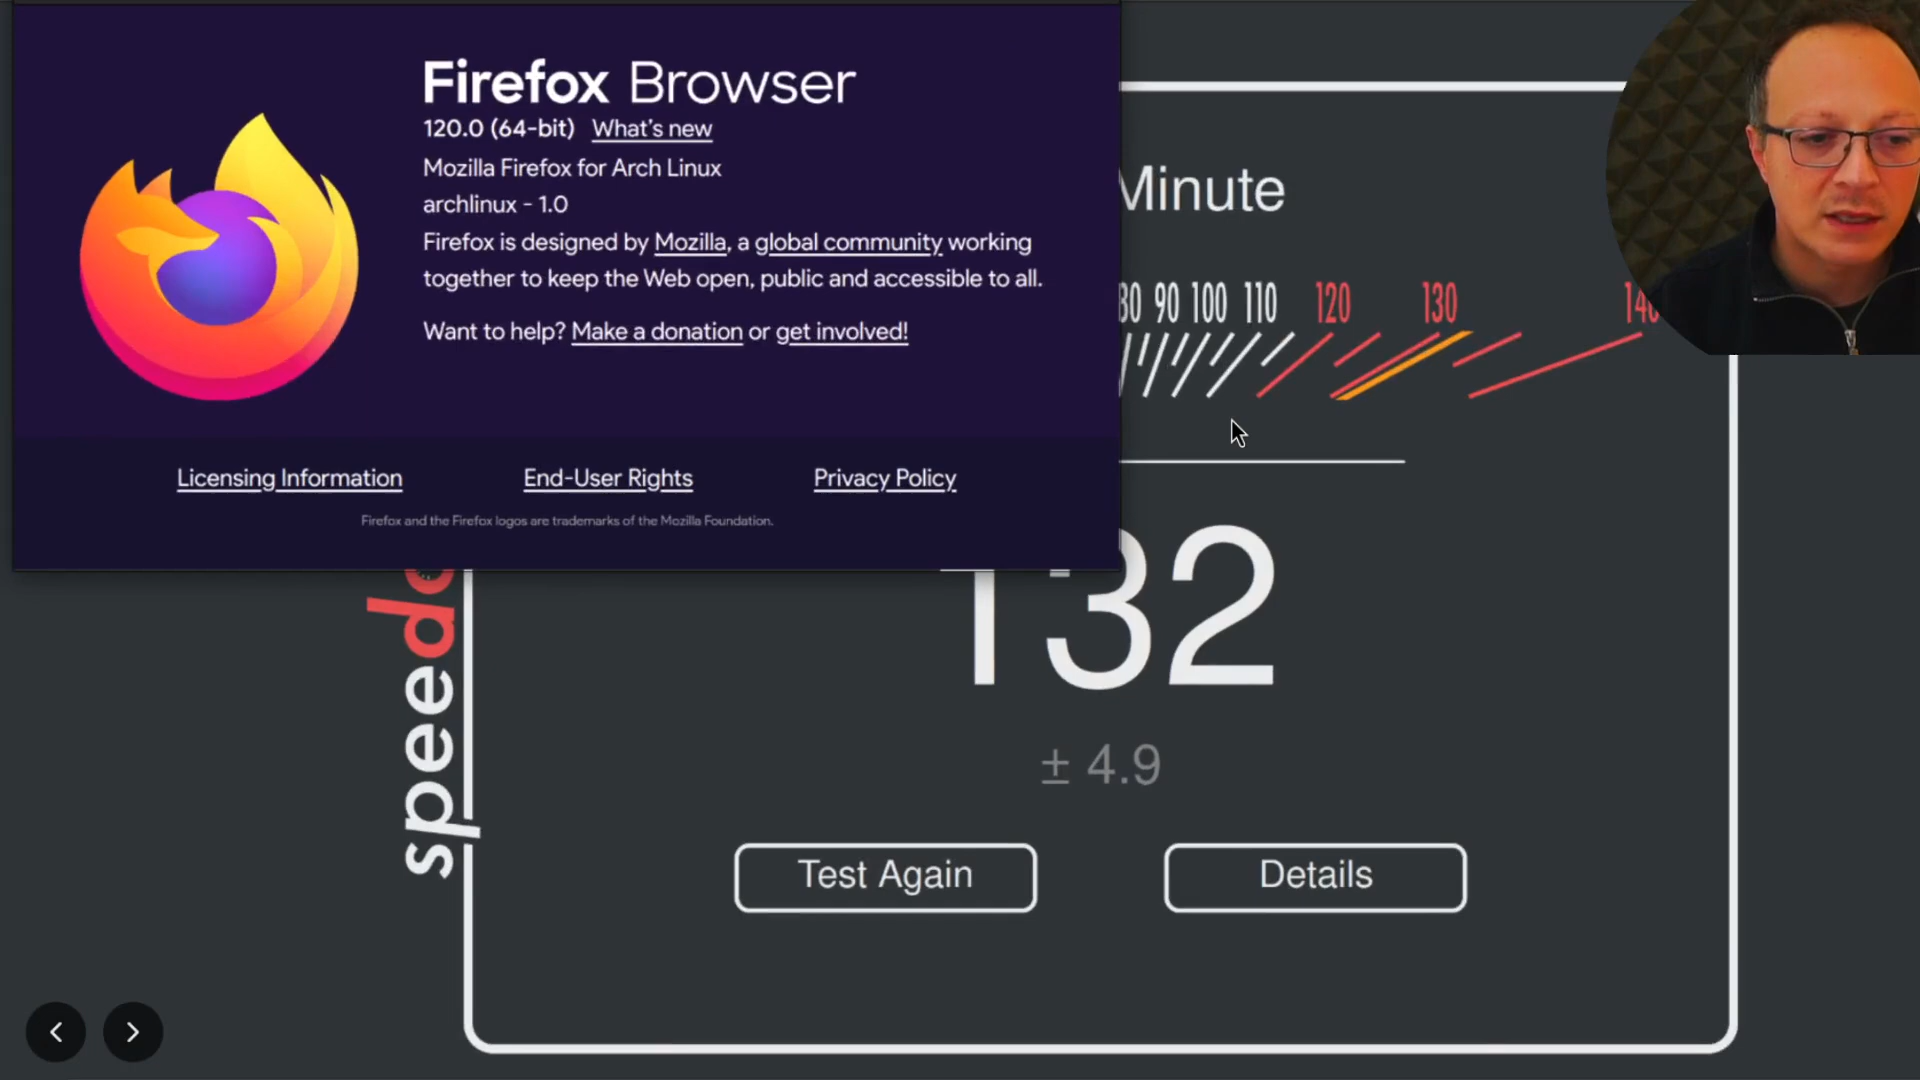 Firefox Browser
120.0 (64-bit) What's new
Mozilla Firefox for Arch Linux
archlinux - 1.0
Firefox is designed by Mozilla, a global community working
together to keep the Web open, public and accessible to all.
Want to help? Make a donation or get involved!
Licensing Information End-User Rights Privacy Policy
Firefox and the Firefox logos are trademarks of the Mozilla Foundation.
Minute
80 90 100 110 120 130 140
132
± 4.9
Test Again Details
speedo